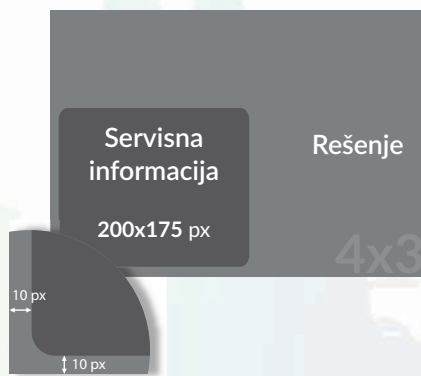 Servisna
informacija
200x175 px
Rešenje
4x3
10 px
10 px